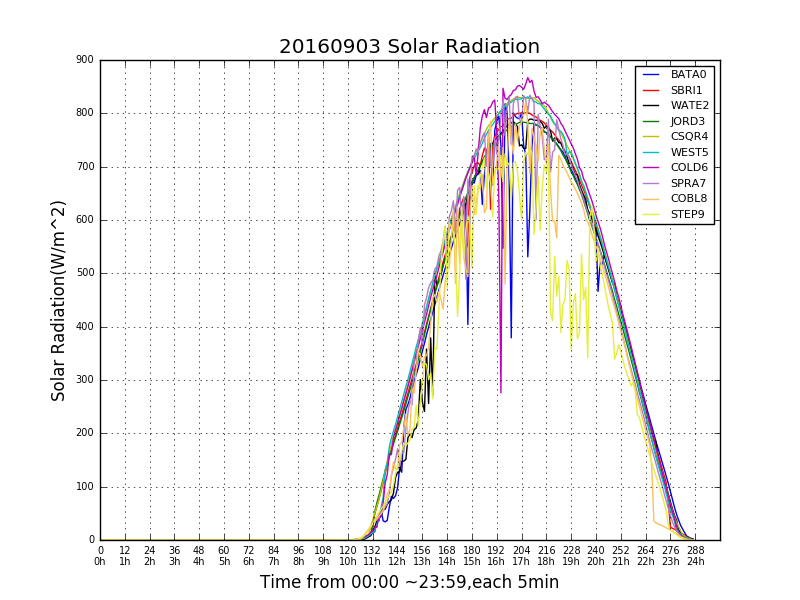 20160903 Solar Radiation
900
800
700
600
500
400
300
200
100
0
Solar Radiation(W/m^2)
BATA0
SBRI1
WATE2
JORD3
CSQR4
WEST5
COLD6
SPRA7
COBL8
STEP9
0 12 24 36 48 60 72 84 96 108 120 132 144 156 168 180 192 204 216 228 240 252 264 276 288
0h 1h 2h 3h 4h 5h 6h 7h 8h 9h 10h 11h 12h 13h 14h 15h 16h 17h 18h 19h 20h 21h 22h 23h 24h
Time from 00:00 ~23:59,each 5min